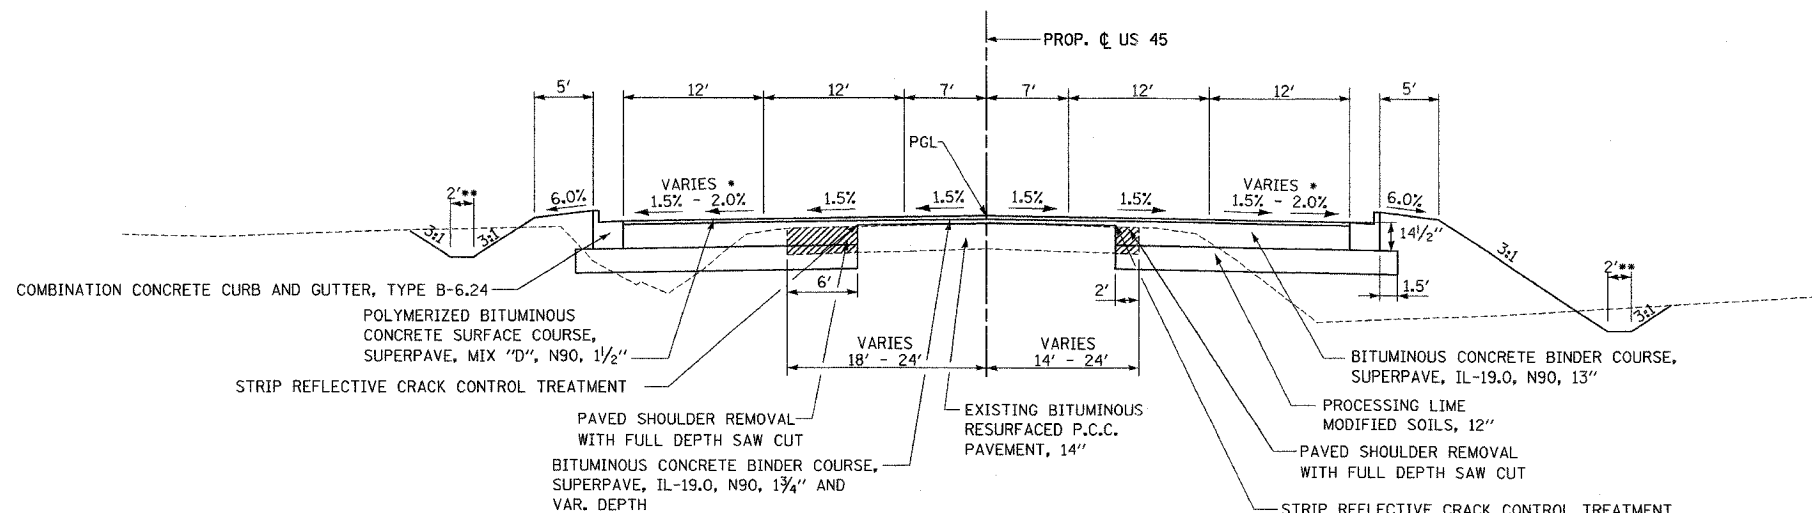 PROP. ℄ US 45
5' 12' 12' 7' 7' 12' 12' 5'
PGL
2'** 6.0% VARIES * 1.5% - 2.0% 1.5% 1.5% 1.5% 1.5% VARIES * 1.5% - 2.0% 6.0%
3:1 3:1 14½" 3:1 2'** 3:1
6' 2' 1.5'
COMBINATION CONCRETE CURB AND GUTTER, TYPE B-6.24
POLYMERIZED BITUMINOUS
CONCRETE SURFACE COURSE,
SUPERPAVE, MIX "D", N90, 1½"
VARIES
18' - 24'
VARIES
14' - 24'
BITUMINOUS CONCRETE BINDER COURSE,
SUPERPAVE, IL-19.0, N90, 13"
STRIP REFLECTIVE CRACK CONTROL TREATMENT
PAVED SHOULDER REMOVAL
WITH FULL DEPTH SAW CUT
EXISTING BITUMINOUS
RESURFACED P.C.C.
PAVEMENT, 14"
PROCESSING LIME
MODIFIED SOILS, 12"
PAVED SHOULDER REMOVAL
WITH FULL DEPTH SAW CUT
BITUMINOUS CONCRETE BINDER COURSE,
SUPERPAVE, IL-19.0, N90, 1¾" AND
VAR. DEPTH
STRIP REFLECTIVE CRACK CONTROL TREATMENT